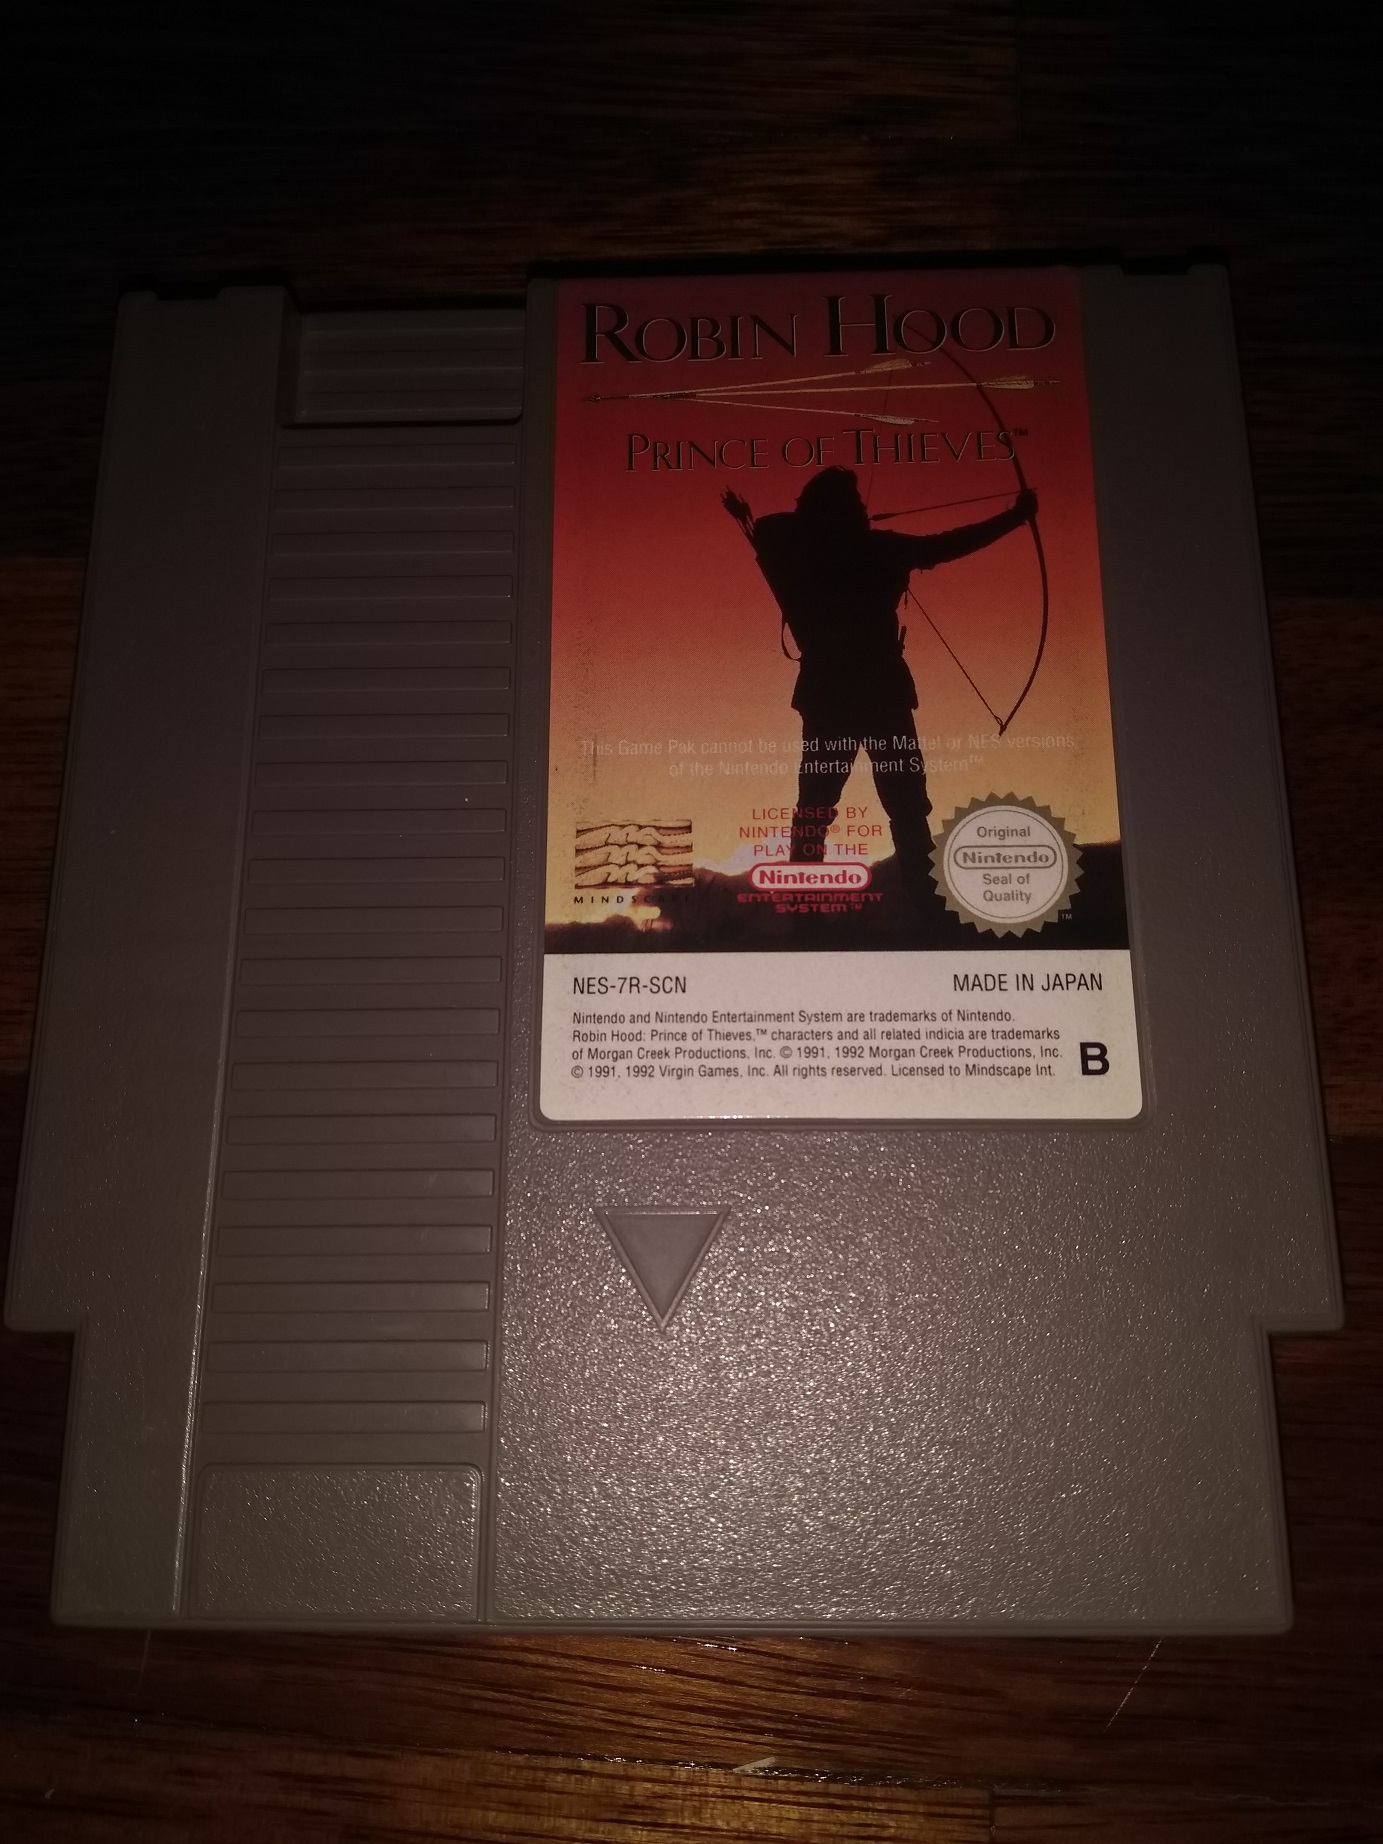 ROBIN HOOD
PRINCE OF THIEVES™
This Game Pak cannot be used with the Mattel or NES versions
of the Nintendo Entertainment System™
MINDSCAPE
LICENSED BY
NINTENDO® FOR
PLAY ON THE
Nintendo
ENTERTAINMENT
SYSTEM™
Original
Nintendo
Seal of
Quality
TM
NES-7R-SCN
MADE IN JAPAN
Nintendo and Nintendo Entertainment System are trademarks of Nintendo.
Robin Hood: Prince of Thieves,™ characters and all related indicia are trademarks
of Morgan Creek Productions, Inc. © 1991, 1992 Morgan Creek Productions, Inc.
© 1991, 1992 Virgin Games, Inc. All rights reserved. Licensed to Mindscape Int.
B